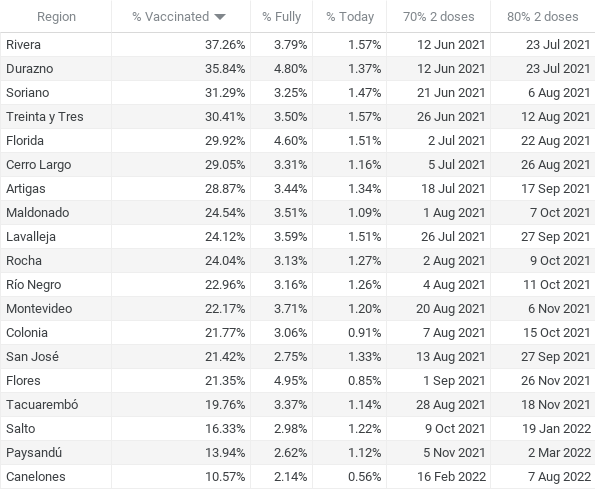 Region % Vaccinated % Fully % Today 70% 2 doses 80% 2 doses
Rivera 37.26% 3.79% 1.57% 12 Jun 2021 23 Jul 2021
Durazno 35.84% 4.80% 1.37% 12 Jun 2021 23 Jul 2021
Soriano 31.29% 3.25% 1.47% 21 Jun 2021 6 Aug 2021
Treinta y Tres 30.41% 3.50% 1.57% 26 Jun 2021 12 Aug 2021
Florida 29.92% 4.60% 1.51% 2 Jul 2021 22 Aug 2021
Cerro Largo 29.05% 3.31% 1.16% 5 Jul 2021 26 Aug 2021
Artigas 28.87% 3.44% 1.34% 18 Jul 2021 17 Sep 2021
Maldonado 24.54% 3.51% 1.09% 1 Aug 2021 7 Oct 2021
Lavalleja 24.12% 3.59% 1.51% 26 Jul 2021 27 Sep 2021
Rocha 24.04% 3.13% 1.27% 2 Aug 2021 9 Oct 2021
Río Negro 22.96% 3.16% 1.26% 4 Aug 2021 11 Oct 2021
Montevideo 22.17% 3.71% 1.20% 20 Aug 2021 6 Nov 2021
Colonia 21.77% 3.06% 0.91% 7 Aug 2021 15 Oct 2021
San José 21.42% 2.75% 1.33% 13 Aug 2021 27 Sep 2021
Flores 21.35% 4.95% 0.85% 1 Sep 2021 26 Nov 2021
Tacuarembó 19.76% 3.37% 1.14% 28 Aug 2021 18 Nov 2021
Salto 16.33% 2.98% 1.22% 9 Oct 2021 19 Jan 2022
Paysandú 13.94% 2.62% 1.12% 5 Nov 2021 2 Mar 2022
Canelones 10.57% 2.14% 0.56% 16 Feb 2022 7 Aug 2022